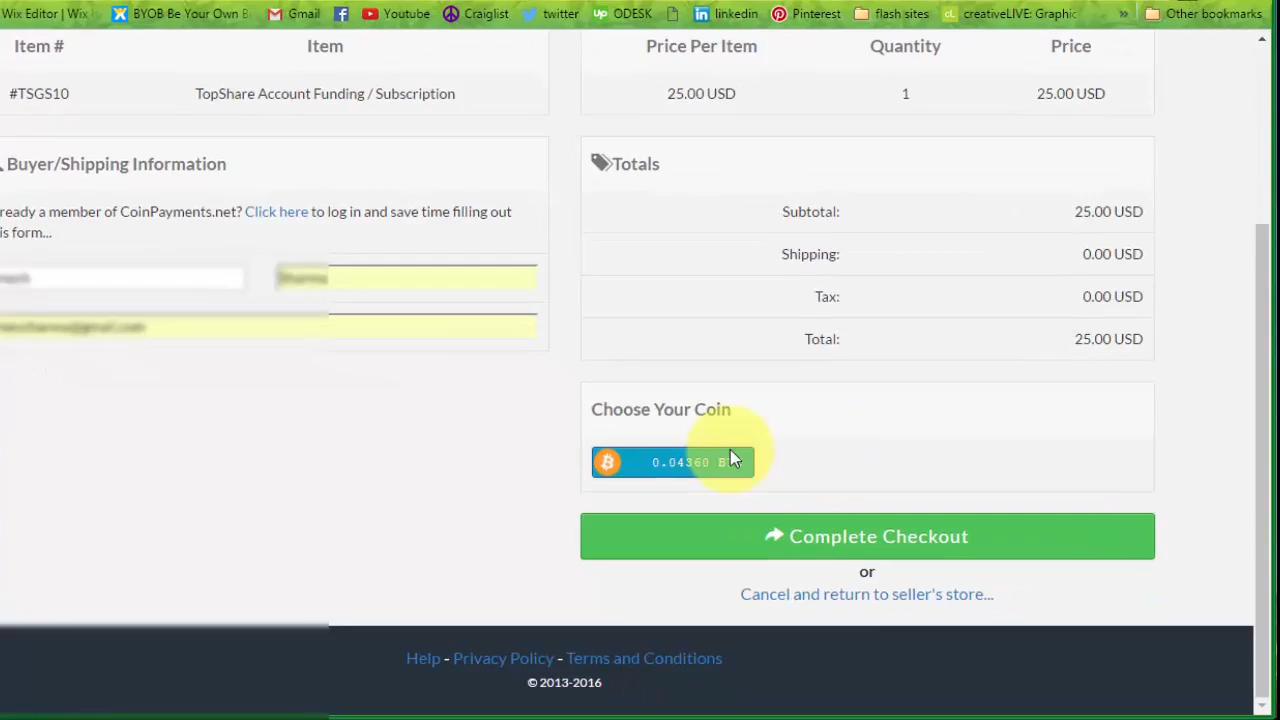 Wix Editor | Wix BYOB Be Your Own B Gmail Youtube Craiglist twitter Up ODESK in linkedin Pinterest flash sites CL creativeLIVE: Graphic » Other bookmarks
Item # Item Price Per Item Quantity Price
#TSGS10 TopShare Account Funding / Subscription 25.00 USD 1 25.00 USD
Buyer/Shipping Information
ready a member of CoinPayments.net? Click here to log in and save time filling out
is form...
Totals
Subtotal: 25.00 USD
Shipping: 0.00 USD
Tax: 0.00 USD
Total: 25.00 USD
Choose Your Coin
0.04360 B
Complete Checkout
or
Cancel and return to seller's store...
Help - Privacy Policy - Terms and Conditions
© 2013-2016